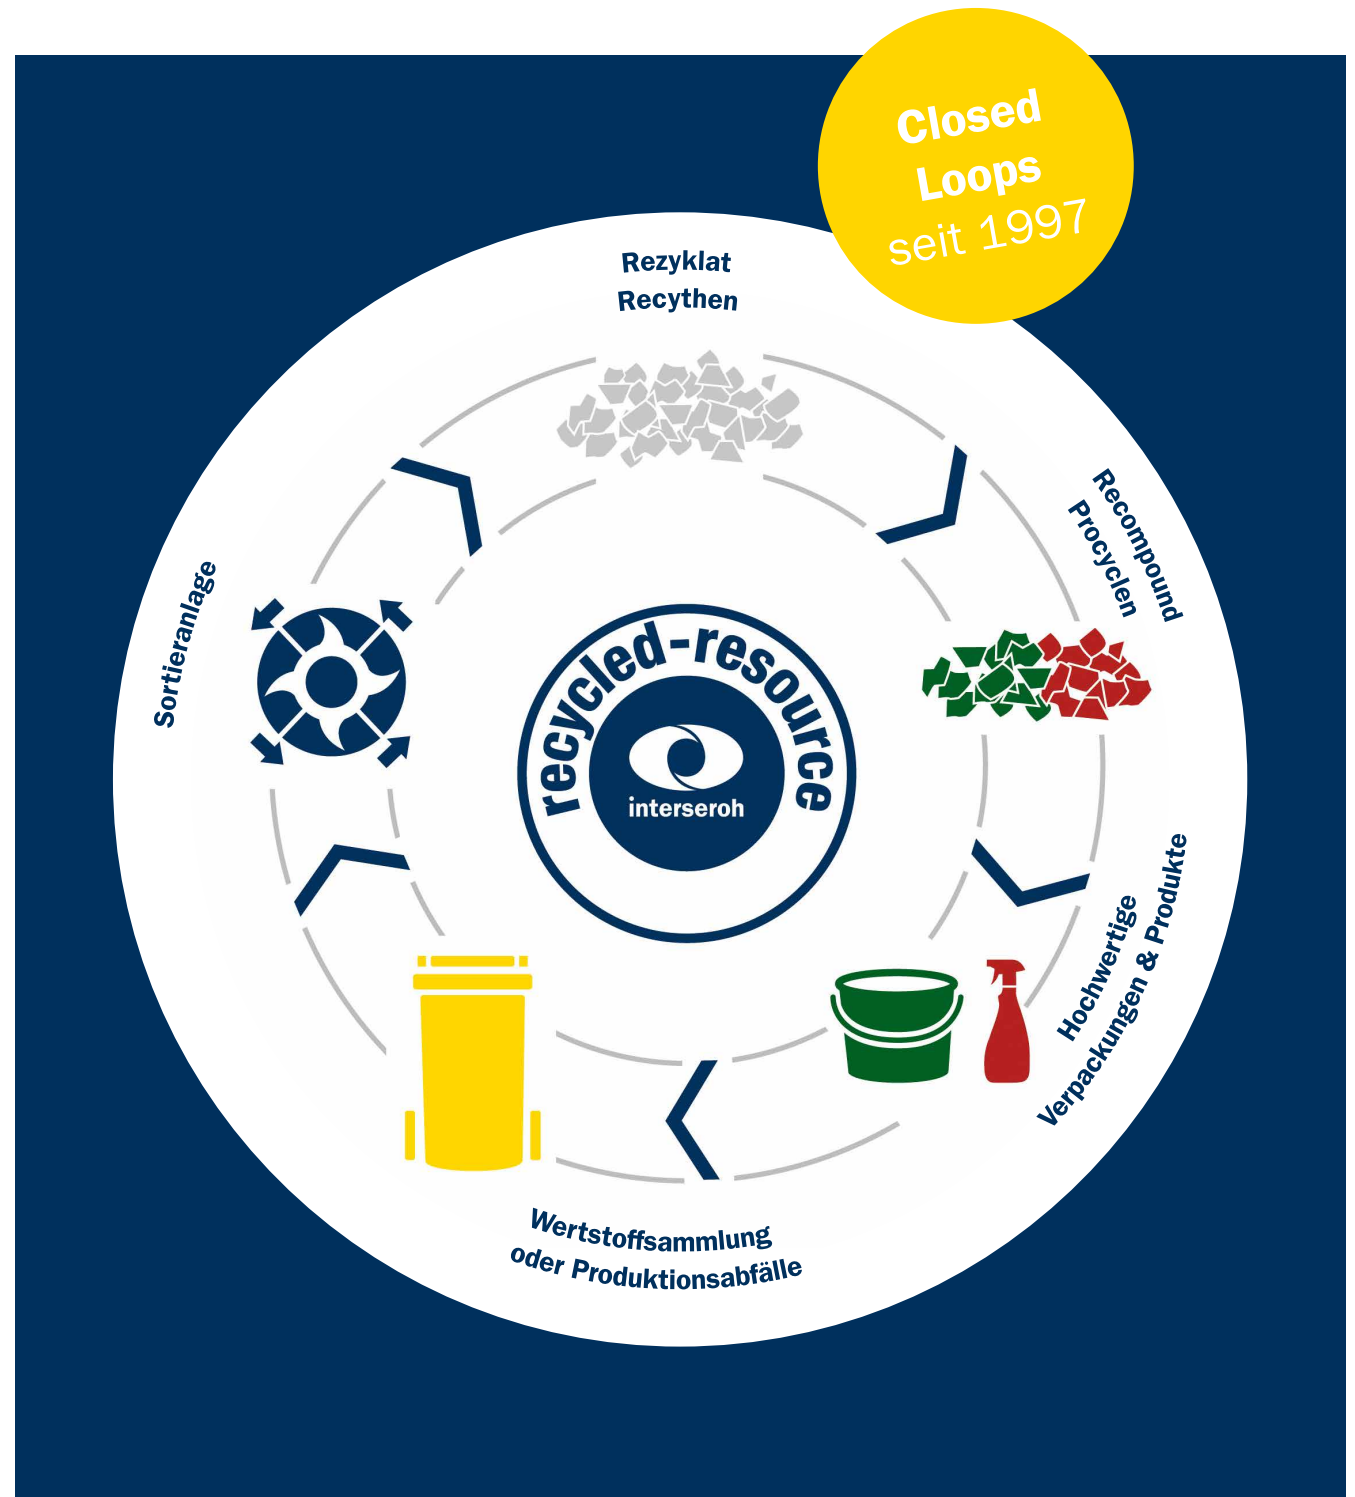 Closed
Loops
seit 1997
Rezyklat
Recythen
Recompound
Procyclen
Hochwertige
Verpackungen & Produkte
Wertstoffsammlung
oder Produktionsabfälle
Sortieranlage
recycled-resource
interseroh